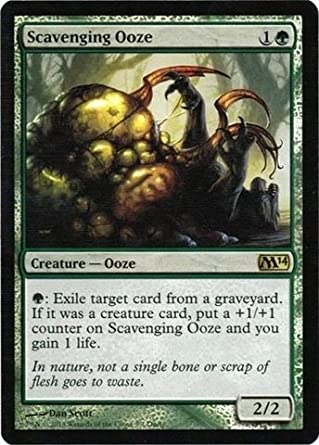 Scavenging Ooze 1
Creature — Ooze M14
: Exile target card from a graveyard.
If it was a creature card, put a +1/+1
counter on Scavenging Ooze and you
gain 1 life.
In nature, not a single bone or scrap of
flesh goes to waste.
Dan Scott
2/2